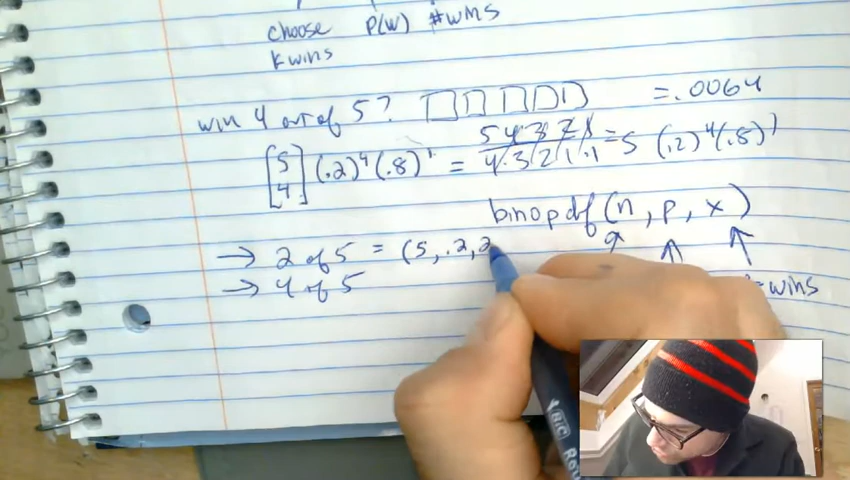 choose P(W) #wins
k wins
win 4 out of 5? = .0064
[5 4] (.2)^4 (.8)^1 = 5 4 3 2 1 / 4.3.2.1.1 = 5 (.2)^4 (.8)^1
binopdf (n, p, x)
→ 2 of 5 = (5, .2, 2
→ 4 of 5
wins
BIC